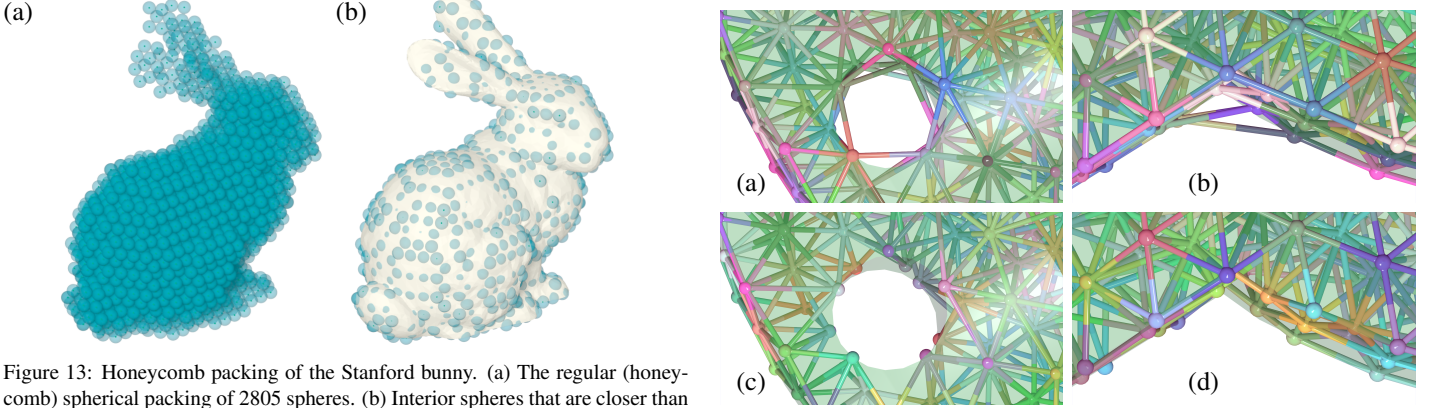 (a)
(b)
Figure 13: Honeycomb packing of the Stanford bunny. (a) The regular (honey-
comb) spherical packing of 2805 spheres. (b) Interior spheres that are closer than
(a)
(b)
(c)
(d)